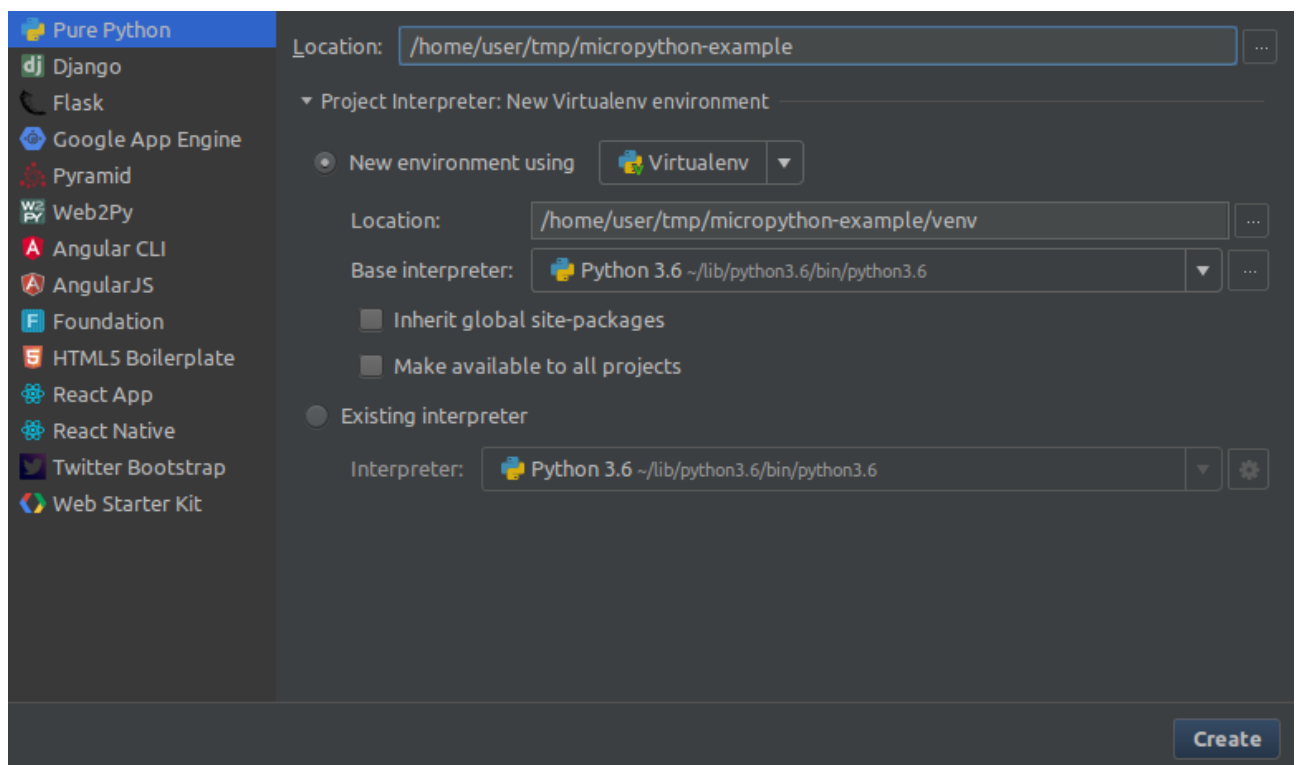 Pure Python
Django
Flask
Google App Engine
Pyramid
Web2Py
Angular CLI
AngularJS
Foundation
HTML5 Boilerplate
React App
React Native
Twitter Bootstrap
Web Starter Kit
Location: /home/user/tmp/micropython-example ...
Project Interpreter: New Virtualenv environment
New environment using Virtualenv
Location: /home/user/tmp/micropython-example/venv ...
Base interpreter: Python 3.6 ~/lib/python3.6/bin/python3.6 ...
Inherit global site-packages
Make available to all projects
Existing interpreter
Interpreter: Python 3.6 ~/lib/python3.6/bin/python3.6
Create